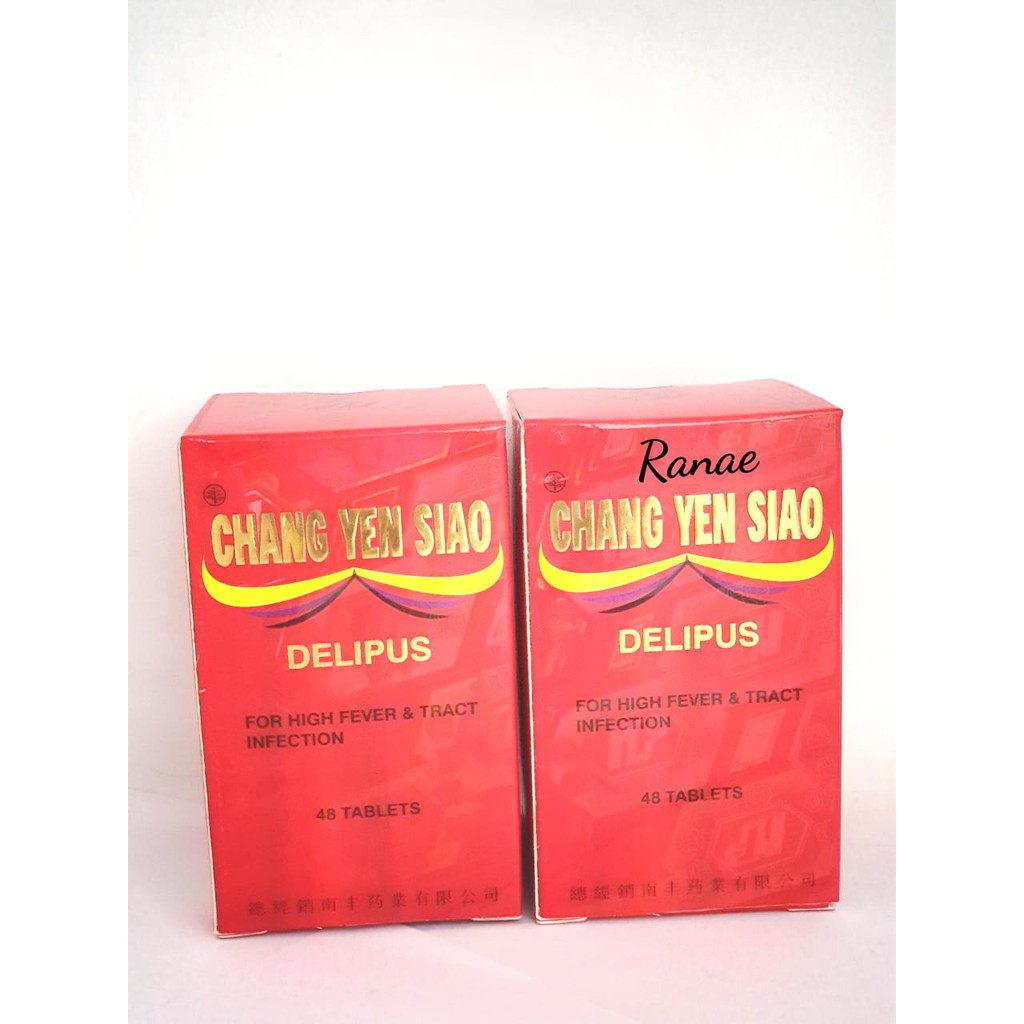 CHANG YEN SIAO
DELIPUS
FOR HIGH FEVER & TRACT
INFECTION
48 TABLETS
總經銷南丰药業有限公司
Ranae
CHANG YEN SIAO
DELIPUS
FOR HIGH FEVER & TRACT
INFECTION
48 TABLETS
總經銷南丰药業有限公司